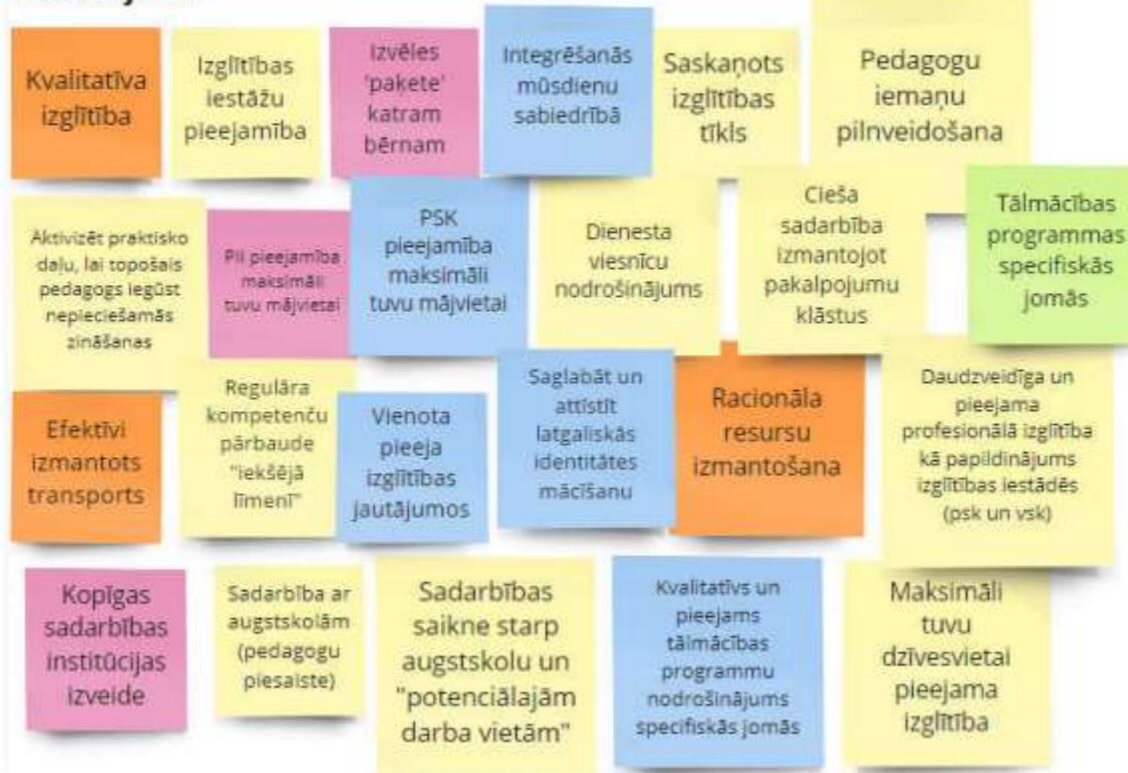 Kvalitatīva
izglītība
Izglītības
iestāžu
pieejamība
Izvēles
'pakete'
katram
bērnam
Integrēšanās
mūsdienu
sabiedrībā
Saskaņots
izglītības
tīkls
Pedagogu
iemaņu
pilnveidošana
Aktivizēt praktisko
daļu, lai topošais
pedagogs iegūst
nepieciešamās
zināšanas
PII pieejamība
maksimāli
tuvu mājvietai
PSK
pieejamība
maksimāli
tuvu mājvietai
Dienesta
viesnīcu
nodrošinājums
Cieša
sadarbība
izmantojot
pakalpojumu
klāstus
Tālmācības
programmas
specifiskās
jomās
Efektīvi
izmantots
transports
Regulāra
kompetenču
pārbaude
"iekšējā
līmenī"
Vienota
pieeja
izglītības
jautājumos
Saglabāt un
attīstīt
latgaliskās
identitātes
mācīšanu
Racionāla
resursu
izmantošana
Daudzveidīga un
pieejama
profesionālā izglītība
kā papildinājums
izglītības iestādēs
(psk un vsk)
Kopīgas
sadarbības
institūcijas
izveide
Sadarbība ar
augstskolām
(pedagogu
piesaiste)
Sadarbības
saikne starp
augstskolu un
"potenciālajām
darba vietām"
Kvalitatīvs un
pieejams
tālmācības
programmu
nodrošinājums
specifiskās jomās
Maksimāli
tuvu
dzīvesvietai
pieejama
izglītība